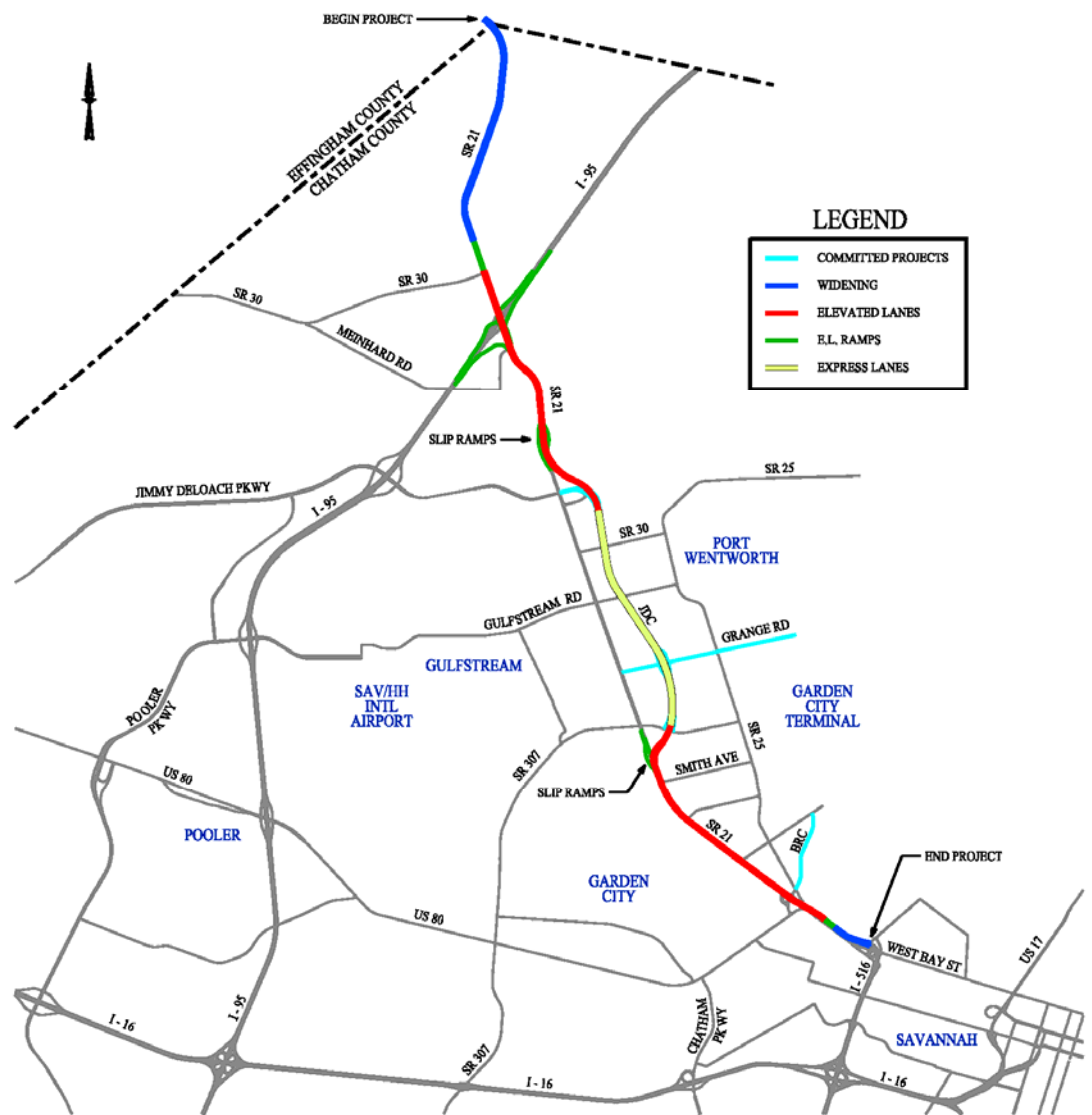 BEGIN PROJECT
EFFINGHAM COUNTY
CHATHAM COUNTY
SR 21
I - 95
LEGEND
COMMITTED PROJECTS
WIDENING
ELEVATED LANES
E.L. RAMPS
EXPRESS LANES
SR 30
SR 30
MEINHARD RD
SR 21
SLIP RAMPS
SR 25
JIMMY DELOACH PKWY
I - 95
SR 30
PORT
WENTWORTH
JDC
GULFSTREAM RD
GRANGE RD
GULFSTREAM
SAV/HH
INTL
AIRPORT
GARDEN
CITY
TERMINAL
POOLER
PKWY
SR 25
SR 307
US 80
SMITH AVE
SLIP RAMPS
POOLER
SR 21
BRC
END PROJECT
GARDEN
CITY
US 80
WEST BAY ST
US 17
I - 516
I - 95
I - 16
CHATHAM
PKWY
SAVANNAH
SR 307
I - 16
I - 16